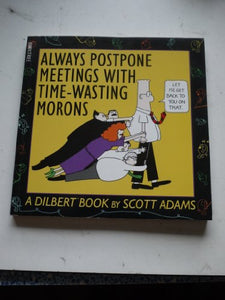 ALWAYS POSTPONE
MEETINGS WITH
TIME-WASTING
MORONS
LET
ME GET
BACK TO
YOU ON
THAT.
A DILBERT BOOK BY SCOTT ADAMS